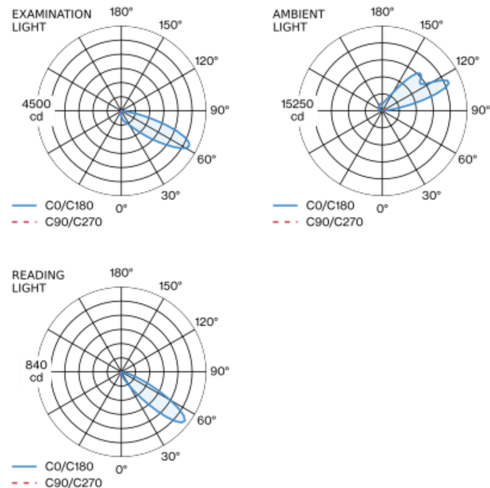 EXAMINATION
LIGHT
180°
150°
120°
4500
cd
90°
60°
30°
0°
C0/C180
C90/C270
AMBIENT
LIGHT
180°
150°
120°
15250
cd
90°
60°
30°
0°
C0/C180
C90/C270
READING
LIGHT
180°
150°
120°
840
cd
90°
60°
30°
0°
C0/C180
C90/C270